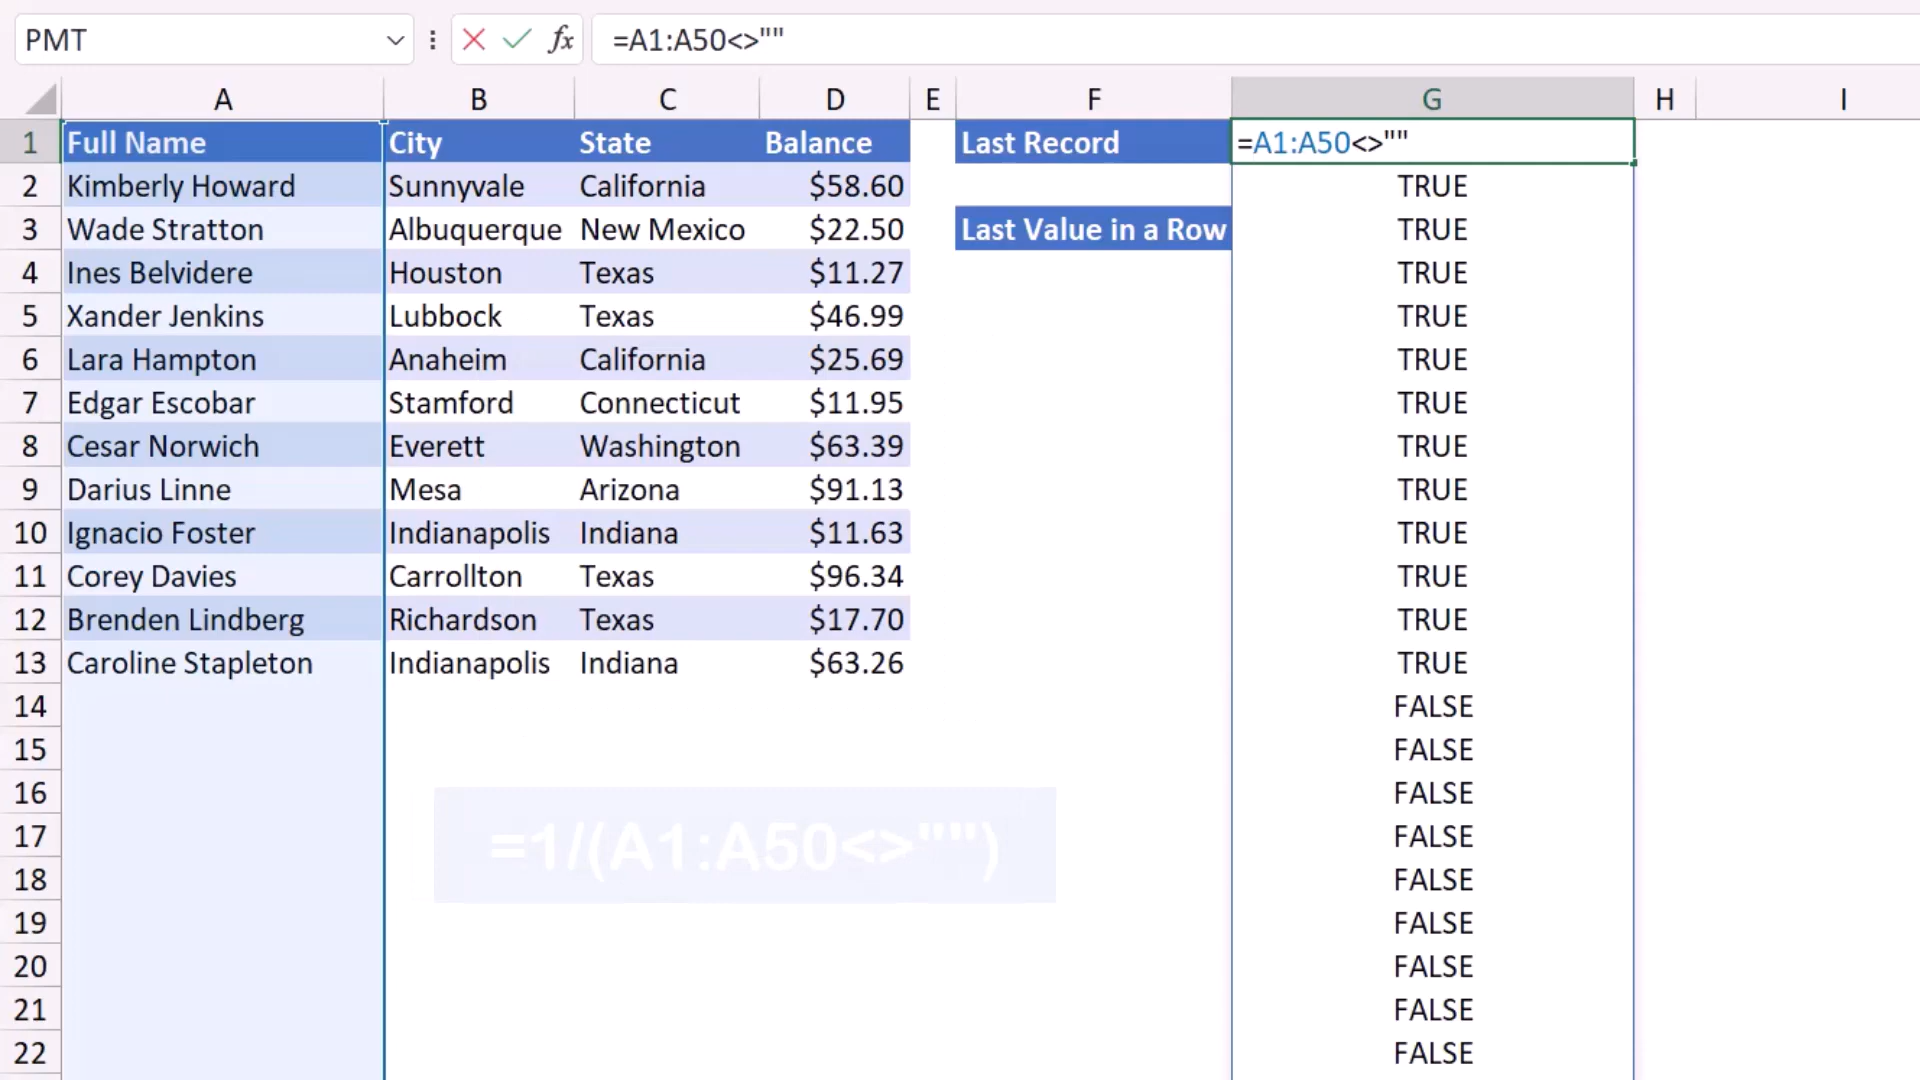 PMT fx =A1:A50<>""
A B C D E F G H I
1 Full Name City State Balance Last Record =A1:A50<>""
2 Kimberly Howard Sunnyvale California $58.60 TRUE
3 Wade Stratton Albuquerque New Mexico $22.50 Last Value in a Row TRUE
4 Ines Belvidere Houston Texas $11.27 TRUE
5 Xander Jenkins Lubbock Texas $46.99 TRUE
6 Lara Hampton Anaheim California $25.69 TRUE
7 Edgar Escobar Stamford Connecticut $11.95 TRUE
8 Cesar Norwich Everett Washington $63.39 TRUE
9 Darius Linne Mesa Arizona $91.13 TRUE
10 Ignacio Foster Indianapolis Indiana $11.63 TRUE
11 Corey Davies Carrollton Texas $96.34 TRUE
12 Brenden Lindberg Richardson Texas $17.70 TRUE
13 Caroline Stapleton Indianapolis Indiana $63.26 TRUE
14 FALSE
15 FALSE
16 FALSE
17 =1/(A1:A50<>"") FALSE
18 FALSE
19 FALSE
20 FALSE
21 FALSE
22 FALSE